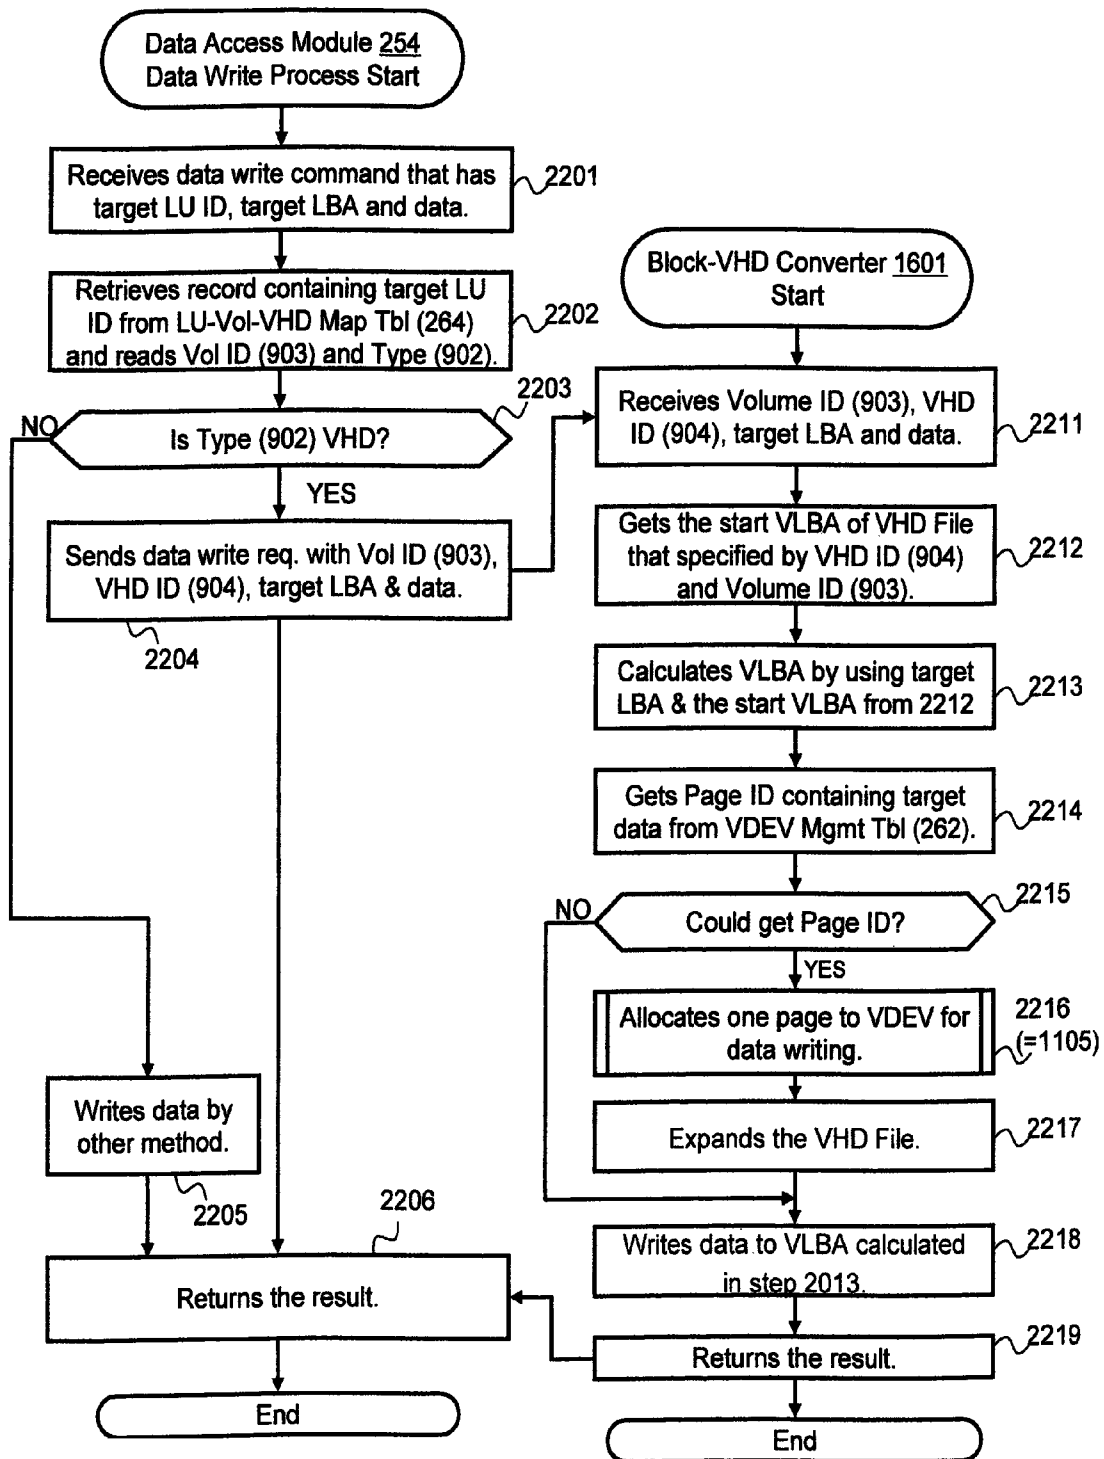 Data Access Module 254
Data Write Process Start
Receives data write command that has
target LU ID, target LBA and data.
2201
Retrieves record containing target LU
ID from LU-Vol-VHD Map Tbl (264)
and reads Vol ID (903) and Type (902).
2202
2203
NO
Is Type (902) VHD?
YES
Sends data write req. with Vol ID (903),
VHD ID (904), target LBA & data.
2204
Writes data by
other method.
2205
2206
Returns the result.
End
Block-VHD Converter 1601
Start
Receives Volume ID (903), VHD
ID (904), target LBA and data.
2211
Gets the start VLBA of VHD File
that specified by VHD ID (904)
and Volume ID (903).
2212
Calculates VLBA by using target
LBA & the start VLBA from 2212
2213
Gets Page ID containing target
data from VDEV Mgmt Tbl (262).
2214
2215
NO
Could get Page ID?
YES
Allocates one page to VDEV for
data writing.
2216
(=1105)
Expands the VHD File.
2217
Writes data to VLBA calculated
in step 2013.
2218
2219
Returns the result.
End